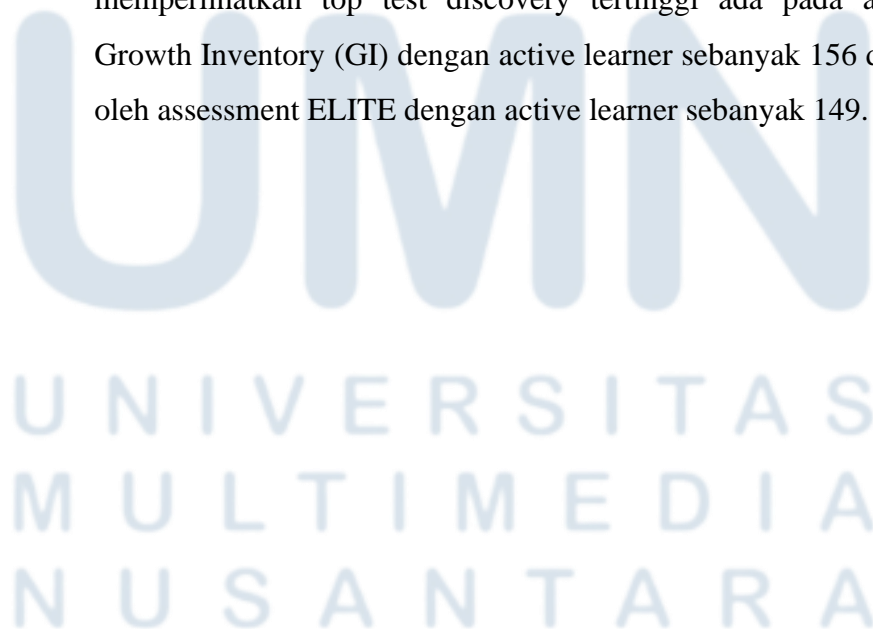 top test discovery tertinggi ada pada
Growth Inventory (GI) dengan active learner sebanyak 156
oleh assessment ELITE dengan active learner sebanyak 149.
UMN
UNIVERSITAS
MULTIMEDIA
NUSANTARA